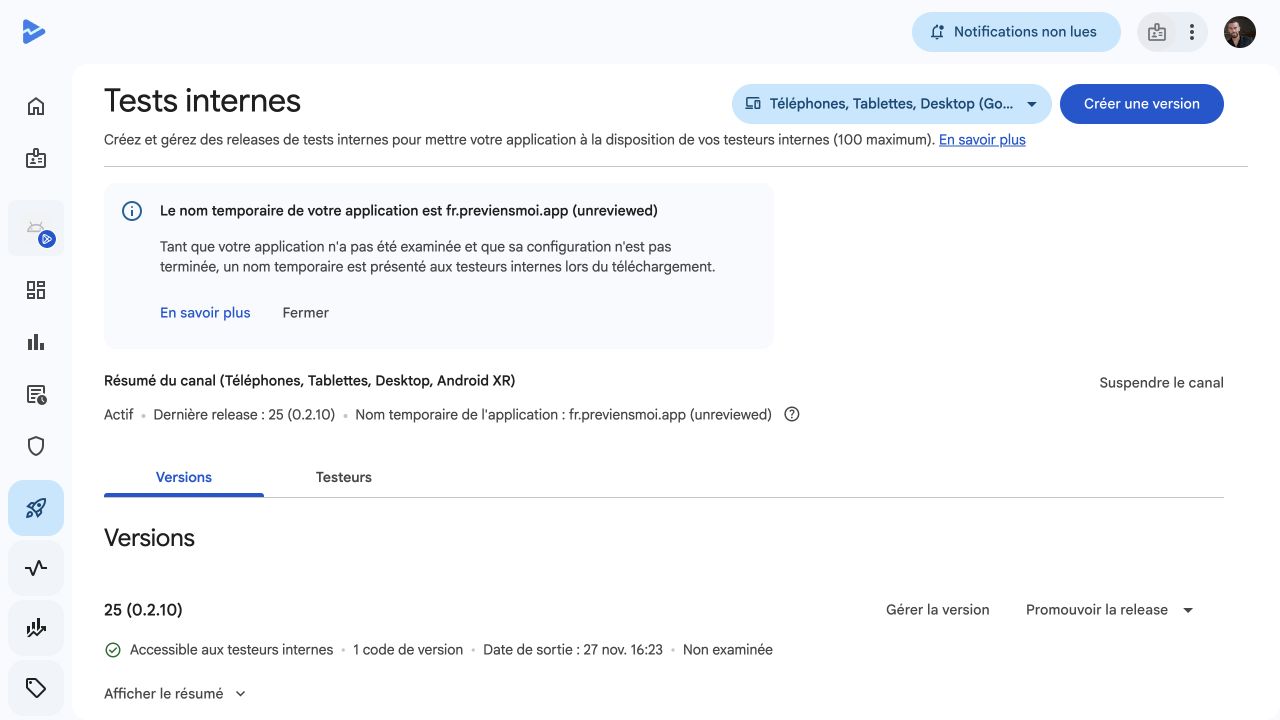 Notifications non lues
Tests internes
Téléphones, Tablettes, Desktop (Go...
Créer une version
Créez et gérez des releases de tests internes pour mettre votre application à la disposition de vos testeurs internes (100 maximum). En savoir plus
Le nom temporaire de votre application est fr.previensmoi.app (unreviewed)
Tant que votre application n'a pas été examinée et que sa configuration n'est pas
terminée, un nom temporaire est présenté aux testeurs internes lors du téléchargement.
En savoir plus
Fermer
Résumé du canal (Téléphones, Tablettes, Desktop, Android XR)
Suspendre le canal
Actif • Dernière release : 25 (0.2.10) • Nom temporaire de l'application : fr.previensmoi.app (unreviewed)
Versions
Testeurs
Versions
25 (0.2.10)
Gérer la version
Promouvoir la release
Accessible aux testeurs internes • 1 code de version • Date de sortie : 27 nov. 16:23 • Non examinée
Afficher le résumé